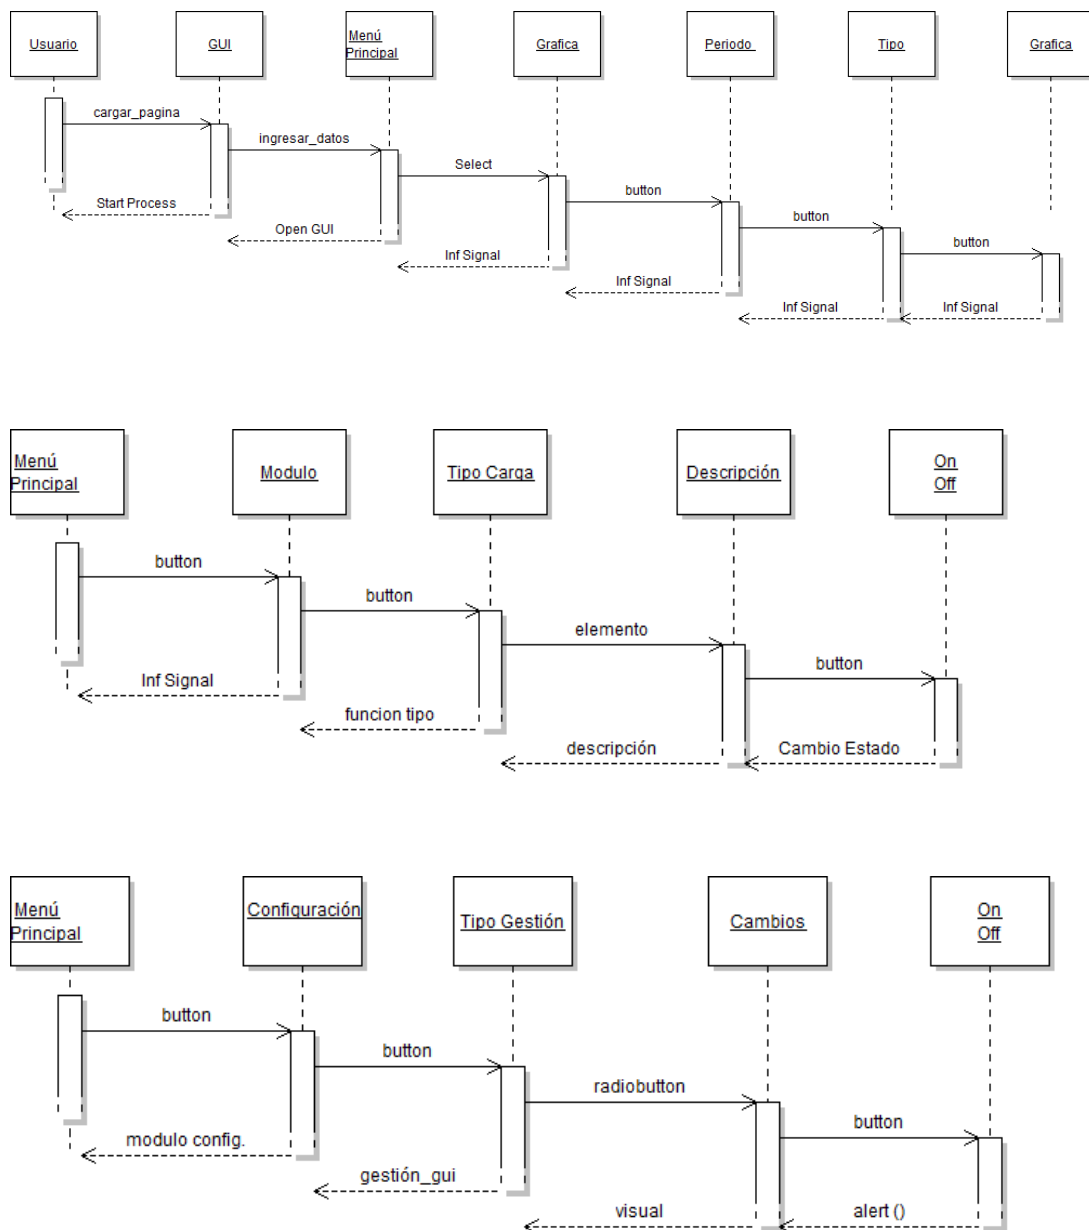 Usuario
GUI
Menú
Principal
Grafica
Periodo
Tipo
Grafica
cargar_pagina
ingresar_datos
Select
button
button
button
Start Process
Open GUI
Inf Signal
Inf Signal
Inf Signal
Inf Signal
Menú
Principal
Modulo
Tipo Carga
Descripción
On
Off
button
button
elemento
button
Inf Signal
funcion tipo
descripción
Cambio Estado
Menú
Principal
Configuración
Tipo Gestión
Cambios
On
Off
button
button
radiobutton
button
modulo config.
gestión_gui
visual
alert ()